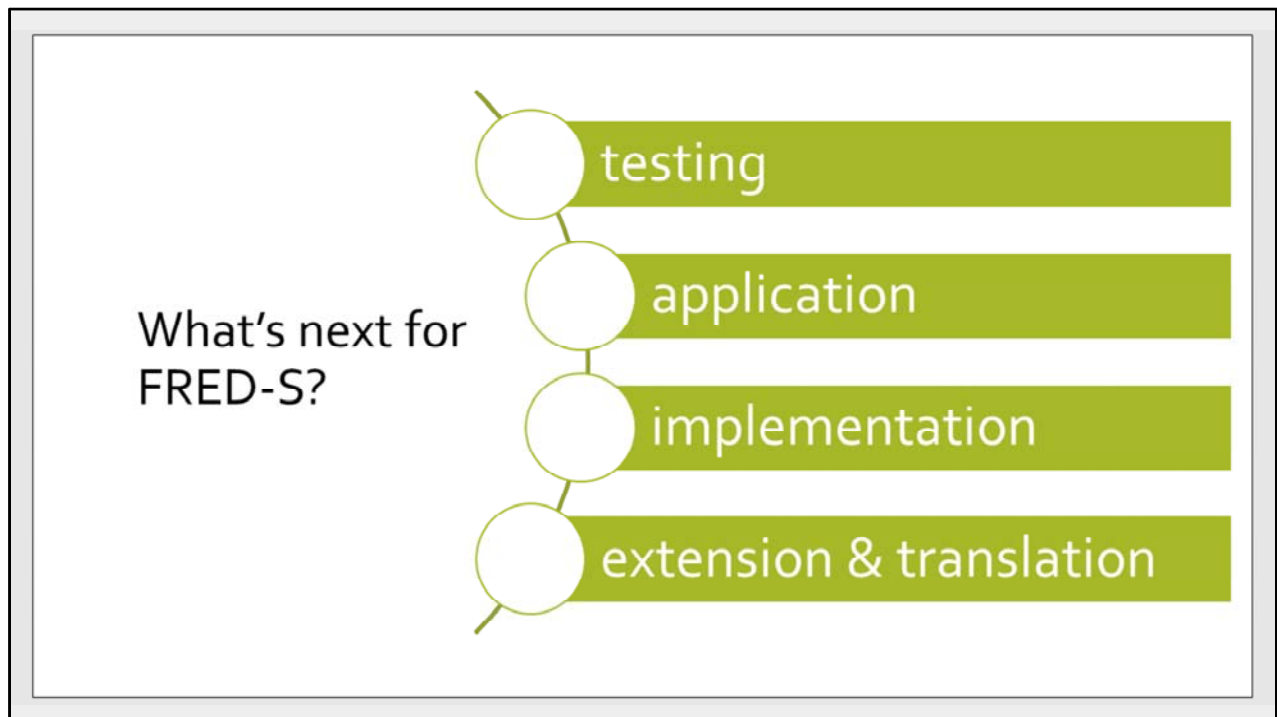 What's next for
FRED-S?
testing
application
implementation
extension & translation